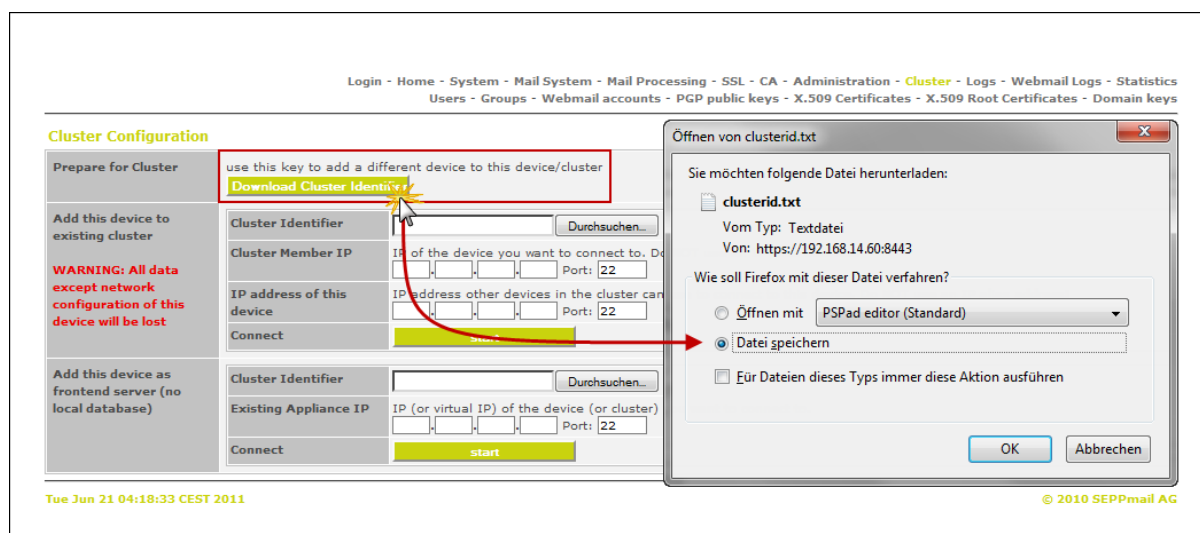 Login - Home - System - Mail System - Mail Processing - SSL - CA - Administration - Cluster - Logs - Webmail Logs - Statistics
Users - Groups - Webmail accounts - PGP public keys - X.509 Certificates - X.509 Root Certificates - Domain keys
Cluster Configuration
Prepare for Cluster
use this key to add a different device to this device/cluster
Download Cluster Identifier
Add this device to
existing cluster
WARNING: All data
except network
configuration of this
device will be lost
Cluster Identifier
Durchsuchen...
Cluster Member IP
IP of the device you want to connect to.
. . . Port: 22
IP address of this
device
IP address other devices in the cluster can
. . . Port: 22
Connect
start
Add this device as
frontend server (no
local database)
Cluster Identifier
Durchsuchen...
Existing Appliance IP
IP (or virtual IP) of the device (or cluster)
. . . Port: 22
Connect
start
Öffnen von clusterid.txt
Sie möchten folgende Datei herunterladen:
clusterid.txt
Vom Typ: Textdatei
Von: https://192.168.14.60:8443
Wie soll Firefox mit dieser Datei verfahren?
Öffnen mit PSPad editor (Standard)
Datei speichern
Für Dateien dieses Typs immer diese Aktion ausführen
OK Abbrechen
Tue Jun 21 04:18:33 CEST 2011
© 2010 SEPPmail AG